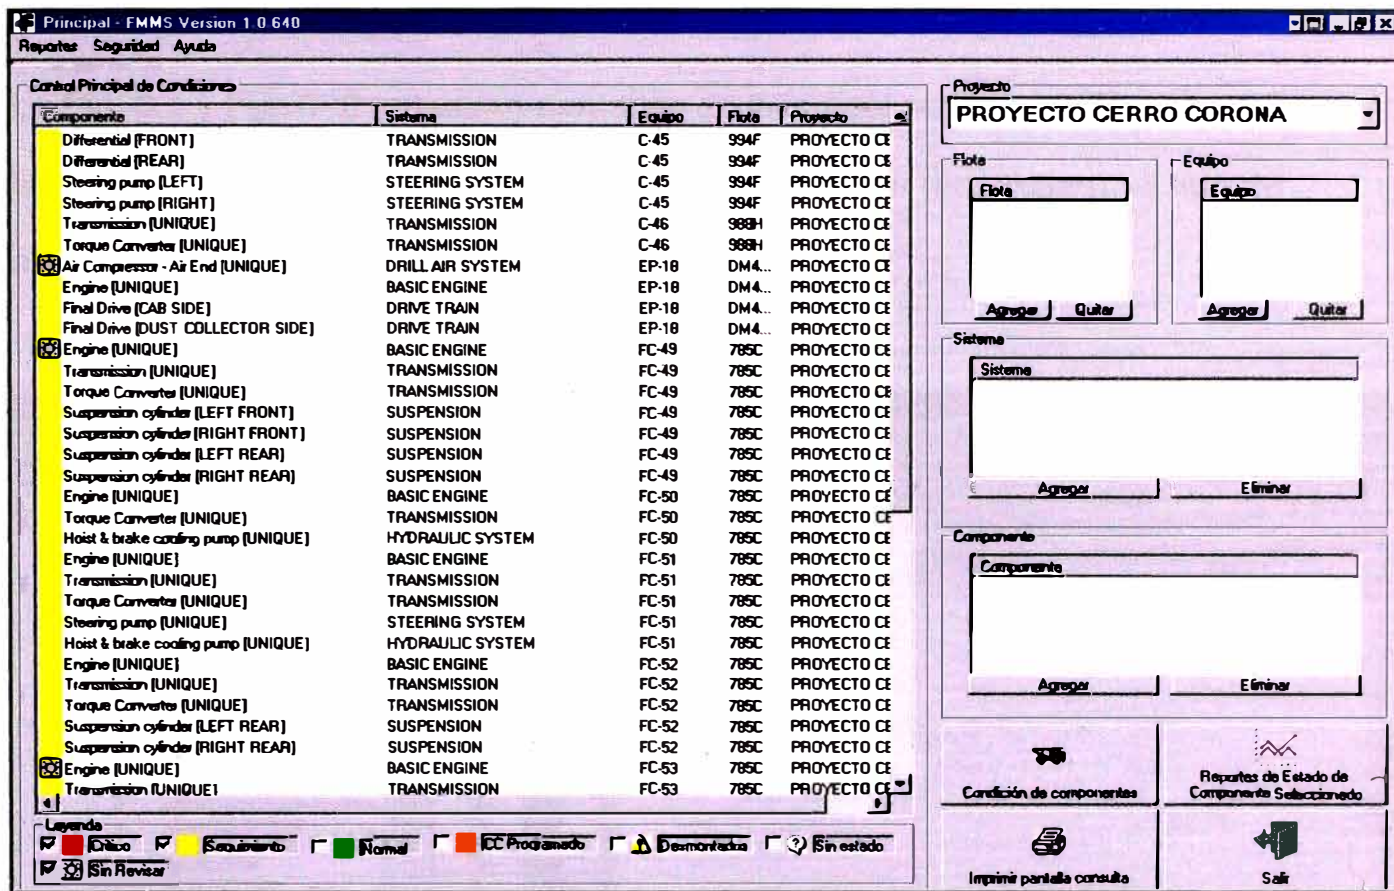 Principal - FMMS Version 1.0.640
Reportes Seguridad Ayuda
Control Principal de Condiciones
Componente Sistema Equipo Flota Proyecto
Differential [FRONT] TRANSMISSION C-45 994F PROYECTO CE
Differential [REAR] TRANSMISSION C-45 994F PROYECTO CE
Steering pump [LEFT] STEERING SYSTEM C-45 994F PROYECTO CE
Steering pump [RIGHT] STEERING SYSTEM C-45 994F PROYECTO CE
Transmission [UNIQUE] TRANSMISSION C-46 988H PROYECTO CE
Torque Converter [UNIQUE] TRANSMISSION C-46 988H PROYECTO CE
Air Compressor - Air End [UNIQUE] DRILL AIR SYSTEM EP-18 DM4... PROYECTO CE
Engine [UNIQUE] BASIC ENGINE EP-18 DM4... PROYECTO CE
Final Drive [CAB SIDE] DRIVE TRAIN EP-18 DM4... PROYECTO CE
Final Drive [DUST COLLECTOR SIDE] DRIVE TRAIN EP-18 DM4... PROYECTO CE
Engine [UNIQUE] BASIC ENGINE FC-49 785C PROYECTO CE
Transmission [UNIQUE] TRANSMISSION FC-49 785C PROYECTO CE
Torque Converter [UNIQUE] TRANSMISSION FC-49 785C PROYECTO CE
Suspension cylinder [LEFT FRONT] SUSPENSION FC-49 785C PROYECTO CE
Suspension cylinder [RIGHT FRONT] SUSPENSION FC-49 785C PROYECTO CE
Suspension cylinder [LEFT REAR] SUSPENSION FC-49 785C PROYECTO CE
Suspension cylinder [RIGHT REAR] SUSPENSION FC-49 785C PROYECTO CE
Engine [UNIQUE] BASIC ENGINE FC-50 785C PROYECTO CE
Torque Converter [UNIQUE] TRANSMISSION FC-50 785C PROYECTO CE
Hoist & brake cooling pump [UNIQUE] HYDRAULIC SYSTEM FC-50 785C PROYECTO CE
Engine [UNIQUE] BASIC ENGINE FC-51 785C PROYECTO CE
Transmission [UNIQUE] TRANSMISSION FC-51 785C PROYECTO CE
Torque Converter [UNIQUE] TRANSMISSION FC-51 785C PROYECTO CE
Steering pump [UNIQUE] STEERING SYSTEM FC-51 785C PROYECTO CE
Hoist & brake cooling pump [UNIQUE] HYDRAULIC SYSTEM FC-51 785C PROYECTO CE
Engine [UNIQUE] BASIC ENGINE FC-52 785C PROYECTO CE
Transmission [UNIQUE] TRANSMISSION FC-52 785C PROYECTO CE
Torque Converter [UNIQUE] TRANSMISSION FC-52 785C PROYECTO CE
Suspension cylinder [LEFT REAR] SUSPENSION FC-52 785C PROYECTO CE
Suspension cylinder [RIGHT REAR] SUSPENSION FC-52 785C PROYECTO CE
Engine [UNIQUE] BASIC ENGINE FC-53 785C PROYECTO CE
Transmission [UNIQUE] TRANSMISSION FC-53 785C PROYECTO CE
Leyenda
Crítico Seguimiento Normal CC Programado Desmontados Sin estado
Sin Revisar
Proyecto
PROYECTO CERRO CORONA
Flota Equipo
Flota Equipo
Agregar Quitar Agregar Quitar
Sistema
Sistema
Agregar Eliminar
Componente
Componente
Agregar Eliminar
Condición de componentes
Reportes de Estado de
Componente Seleccionado
Imprimir pantalla consulta
Salir